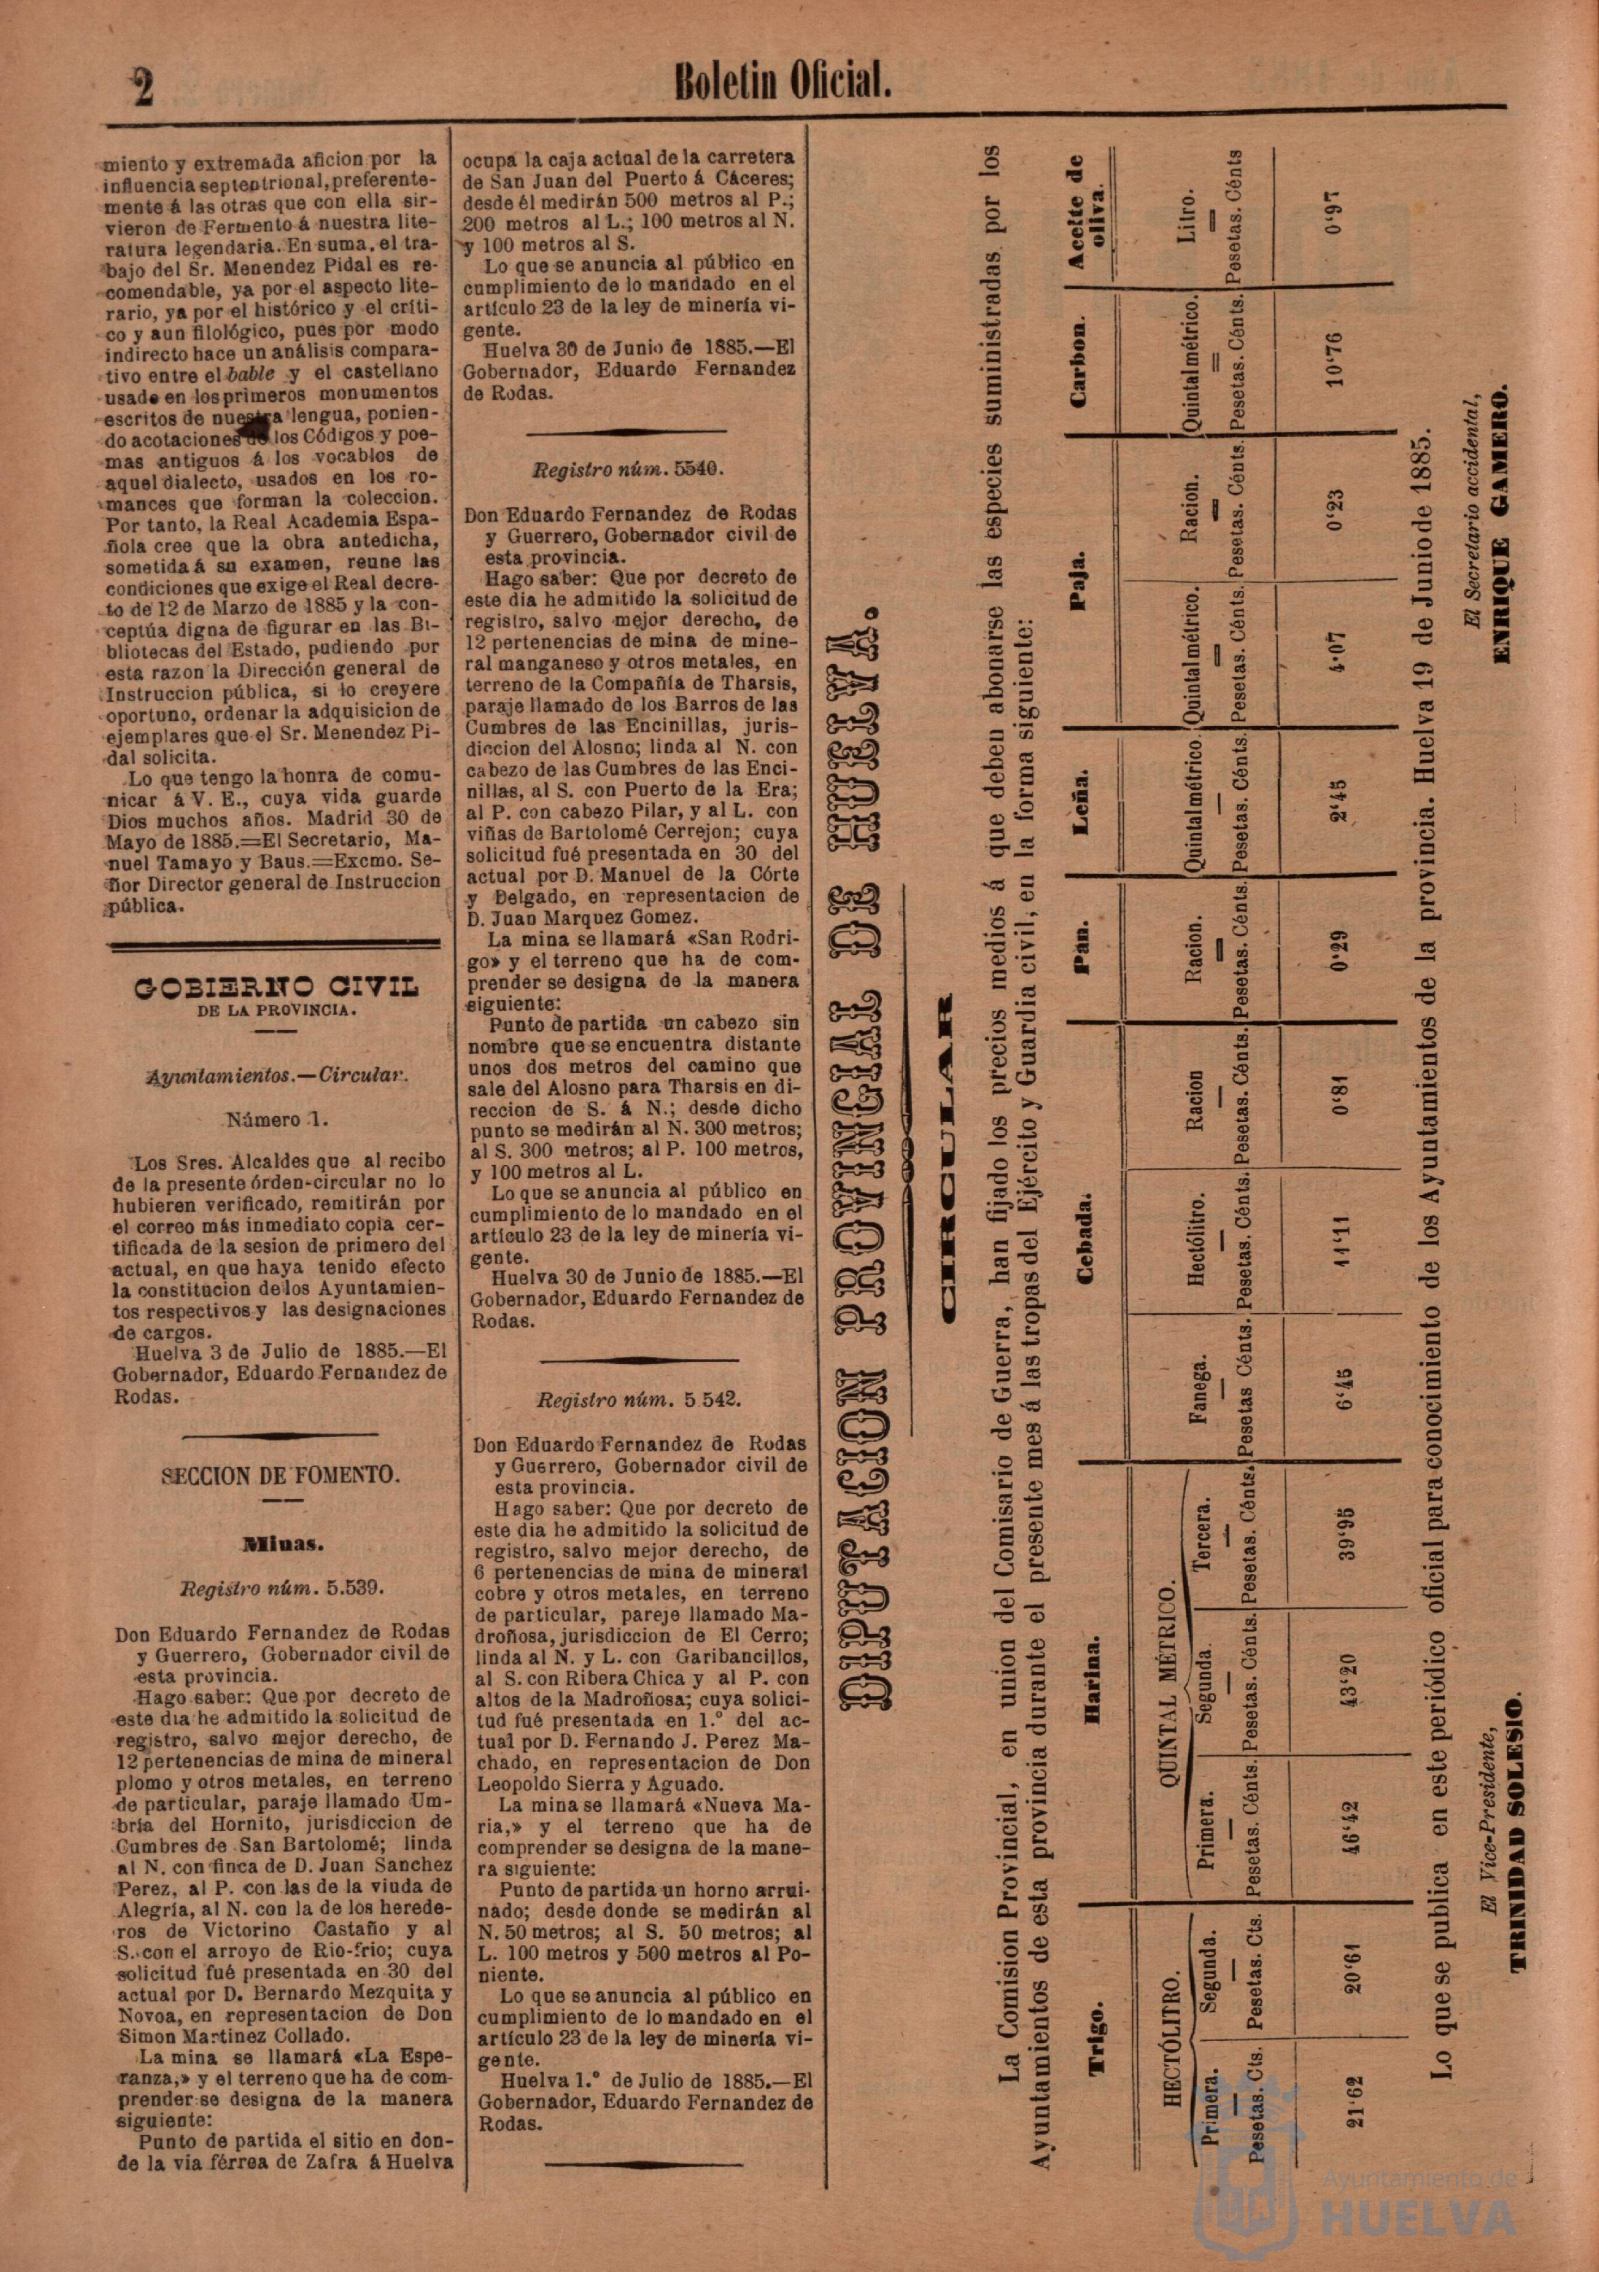 2
Boletin Oficial.
miento y extremada aficion por la
influencia septentrional, preferente-
mente á las otras que con ella sir-
vieron de Fermento á nuestra lite-
ratura legendaria. En suma, el tra-
bajo del Sr. Menendez Pidal es re-
comendable, ya por el aspecto lite-
rario, ya por el histórico y el críti-
co y aun filológico, pues por modo
indirecto hace un análisis compara-
tivo entre el bable y el castellano
usado en los primeros monumentos
escritos de nuestra lengua, ponien-
do acotaciones de los Códigos y poe-
mas antiguos á los vocablos de
aquel dialecto, usados en los ro-
mances que forman la coleccion.
Por tanto, la Real Academia Espa-
ñola cree que la obra antedicha,
sometida á su examen, reune las
condiciones que exige el Real decre-
to de 12 de Marzo de 1885 y la con-
ceptúa digna de figurar en las Bi-
bliotecas del Estado, pudiendo por
esta razon la Dirección general de
Instruccion pública, si lo creyere
oportuno, ordenar la adquisicion de
ejemplares que el Sr. Menendez Pi-
dal solicita.
Lo que tengo la honra de comu-
nicar á V. E., cuya vida guarde
Dios muchos años. Madrid 30 de
Mayo de 1885.=El Secretario, Ma-
nuel Tamayo y Baus.=Excmo. Se-
ñor Director general de Instruccion
pública.
GOBIERNO CIVIL
DE LA PROVINCIA.
Ayuntamientos.—Circular.
Número 1.
Los Sres. Alcaldes que al recibo
de la presente órden-circular no lo
hubieren verificado, remitirán por
el correo más inmediato copia cer-
tificada de la sesion de primero del
actual, en que haya tenido efecto
la constitucion de los Ayuntamien-
tos respectivos y las designaciones
de cargos.
Huelva 3 de Julio de 1885.—El
Gobernador, Eduardo Fernandez de
Rodas.
SECCION DE FOMENTO.
Minas.
Registro núm. 5.539.
Don Eduardo Fernandez de Rodas
y Guerrero, Gobernador civil de
esta provincia.
Hago saber: Que por decreto de
este dia he admitido la solicitud de
registro, salvo mejor derecho, de
12 pertenencias de mina de mineral
plomo y otros metales, en terreno
de particular, paraje llamado Um-
bría del Hornito, jurisdiccion de
Cumbres de San Bartolomé; linda
al N. con finca de D. Juan Sanchez
Perez, al P. con las de la viuda de
Alegría, al N. con la de los herede-
ros de Victorino Castaño y al
S. con el arroyo de Rio-frio; cuya
solicitud fué presentada en 30 del
actual por D. Bernardo Mezquita y
Novoa, en representacion de Don
Simon Martinez Collado.
La mina se llamará «La Espe-
ranza,» y el terreno que ha de com-
prender se designa de la manera
siguiente:
Punto de partida el sitio en don-
de la via férrea de Zafra á Huelva
ocupa la caja actual de la carretera
de San Juan del Puerto á Cáceres;
desde él medirán 500 metros al P.;
200 metros al L.; 100 metros al N.
y 100 metros al S.
Lo que se anuncia al público en
cumplimiento de lo mandado en el
artículo 23 de la ley de minería vi-
gente.
Huelva 30 de Junio de 1885.—El
Gobernador, Eduardo Fernandez
de Rodas.
Registro núm. 5540.
Don Eduardo Fernandez de Rodas
y Guerrero, Gobernador civil de
esta provincia.
Hago saber: Que por decreto de
este dia he admitido la solicitud de
registro, salvo mejor derecho, de
12 pertenencias de mina de mine-
ral manganeso y otros metales, en
terreno de la Compañía de Tharsis,
paraje llamado de los Barros de las
Cumbres de las Encinillas, juris-
diccion del Alosno; linda al N. con
cabezo de las Cumbres de las Enci-
nillas, al S. con Puerto de la Era;
al P. con cabezo Pilar, y al L. con
viñas de Bartolomé Cerrejon; cuya
solicitud fué presentada en 30 del
actual por D. Manuel de la Córte
y Delgado, en representacion de
D. Juan Marquez Gomez.
La mina se llamará «San Rodri-
go» y el terreno que ha de com-
prender se designa de la manera
siguiente:
Punto de partida un cabezo sin
nombre que se encuentra distante
unos dos metros del camino que
sale del Alosno para Tharsis en di-
reccion de S. á N.; desde dicho
punto se medirán al N. 300 metros;
al S. 300 metros; al P. 100 metros,
y 100 metros al L.
Lo que se anuncia al público en
cumplimiento de lo mandado en el
artículo 23 de la ley de minería vi-
gente.
Huelva 30 de Junio de 1885.—El
Gobernador, Eduardo Fernandez de
Rodas.
Registro núm. 5 542.
Don Eduardo Fernandez de Rodas
y Guerrero, Gobernador civil de
esta provincia.
Hago saber: Que por decreto de
este dia he admitido la solicitud de
registro, salvo mejor derecho, de
6 pertenencias de mina de mineral
cobre y otros metales, en terreno
de particular, pareje llamado Ma-
droñosa, jurisdiccion de El Cerro;
linda al N. y L. con Garibancillos,
al S. con Ribera Chica y al P. con
altos de la Madroñosa; cuya solici-
tud fué presentada en 1.° del ac-
tual por D. Fernando J. Perez Ma-
chado, en representacion de Don
Leopoldo Sierra y Aguado.
La mina se llamará «Nueva Ma-
ria,» y el terreno que ha de
comprender se designa de la mane-
ra siguiente:
Punto de partida un horno arrui-
nado; desde donde se medirán al
N. 50 metros; al S. 50 metros; al
L. 100 metros y 500 metros al Po-
niente.
Lo que se anuncia al público en
cumplimiento de lo mandado en el
artículo 23 de la ley de minería vi-
gente.
Huelva 1.° de Julio de 1885.—El
Gobernador, Eduardo Fernandez de
Rodas.
DIPUTACION PROVINCIAL DE HUELVA.
CIRCULAR
La Comision Provincial, en union del Comisario de Guerra, han fijado los precios medios á que deben abonarse las especies suministradas por los
Ayuntamientos de esta provincia durante el presente mes á las tropas del Ejército y Guardia civil, en la forma siguiente:
Trigo. Harina. Cebada. Pan. Leña. Paja. Carbon. Aceite de oliva.
HECTÓLITRO. QUINTAL MÉTRICO. Fanega. Hectólitro. Racion Racion. Quintal métrico Quintal métrico. Racion. Quintal métrico. Litro.
Primera. Segunda. Primera. Segunda. Tercera.
Pesetas. Cts. Pesetas. Cts. Pesetas. Cénts. Pesetas. Cénts. Pesetas. Cénts. Pesetas Cénts. Pesetas. Cénts. Pesetas. Cénts. Pesetas. Cénts. Pesetas. Cénts. Pesetas. Cénts. Pesetas. Cénts. Pesetas. Cénts. Pesetas. Cénts
21‘62 20‘61 46‘42 43‘20 39‘95 6‘45 11‘11 0‘81 0‘29 2‘45 4‘07 0‘23 10‘76 0‘97
Lo que se publica en este periódico oficial para conocimiento de los Ayuntamientos de la provincia. Huelva 19 de Junio de 1885.
El Vice-Presidente,
TRINIDAD SOLESIO.
El Secretario accidental,
ENRIQUE GAMERO.
Ayuntamiento de
HUELVA